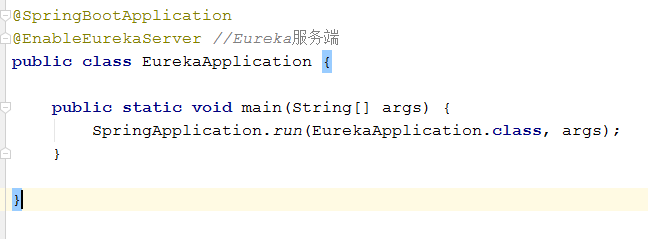 @SpringBootApplication
@EnableEurekaServer //Eureka服务端
public class EurekaApplication {
public static void main(String[] args) {
SpringApplication.run(EurekaApplication.class, args);
}
}